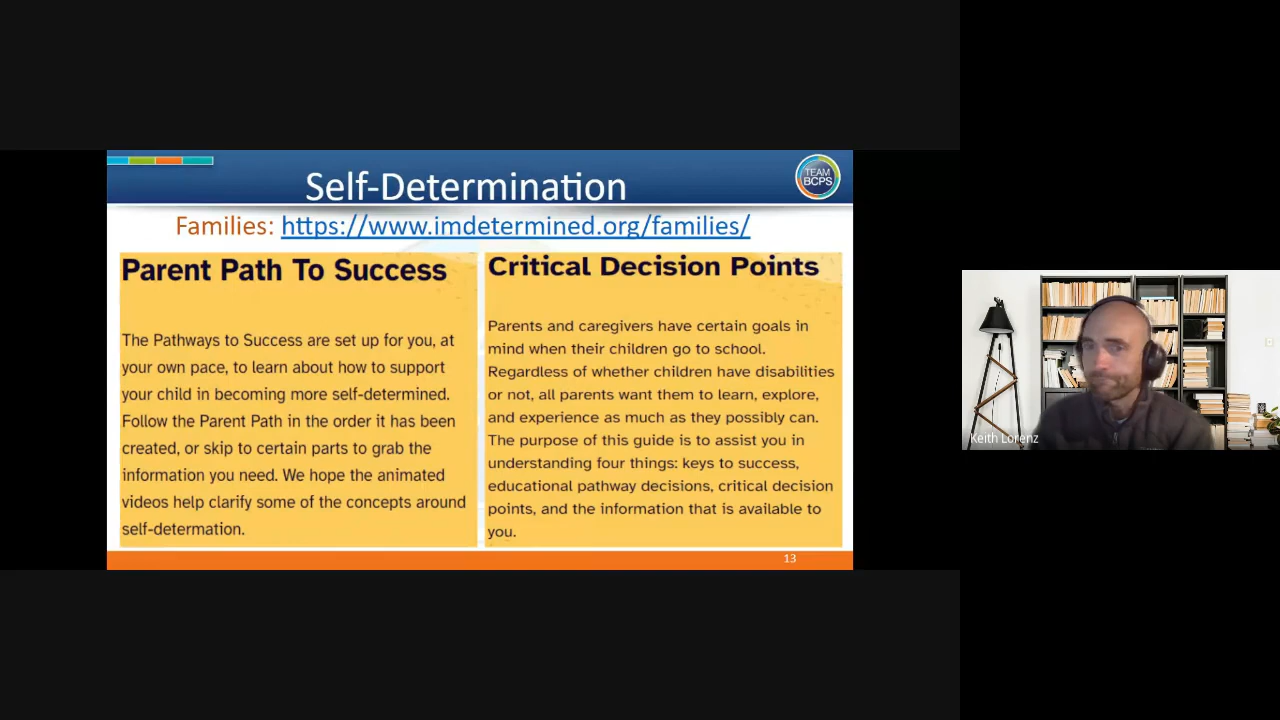 Self-Determination
TEAM
BCPS
Families: https://www.imdetermined.org/families/
Parent Path To Success
The Pathways to Success are set up for you, at
your own pace, to learn about how to support
your child in becoming more self-determined.
Follow the Parent Path in the order it has been
created, or skip to certain parts to grab the
information you need. We hope the animated
videos help clarify some of the concepts around
self-determation.
Critical Decision Points
Parents and caregivers have certain goals in
mind when their children go to school.
Regardless of whether children have disabilities
or not, all parents want them to learn, explore,
and experience as much as they possibly can.
The purpose of this guide is to assist you in
understanding four things: keys to success,
educational pathway decisions, critical decision
points, and the information that is available to
you.
13
Keith Lorenz